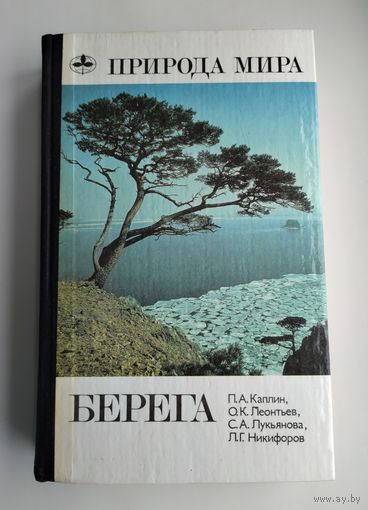 ПРИРОДА МИРА
БЕРЕГА
П.А.Каплин,
О.К.Леонтьев,
С.А.Лукьянова,
Л.Г.Никифоров
www.ay.by